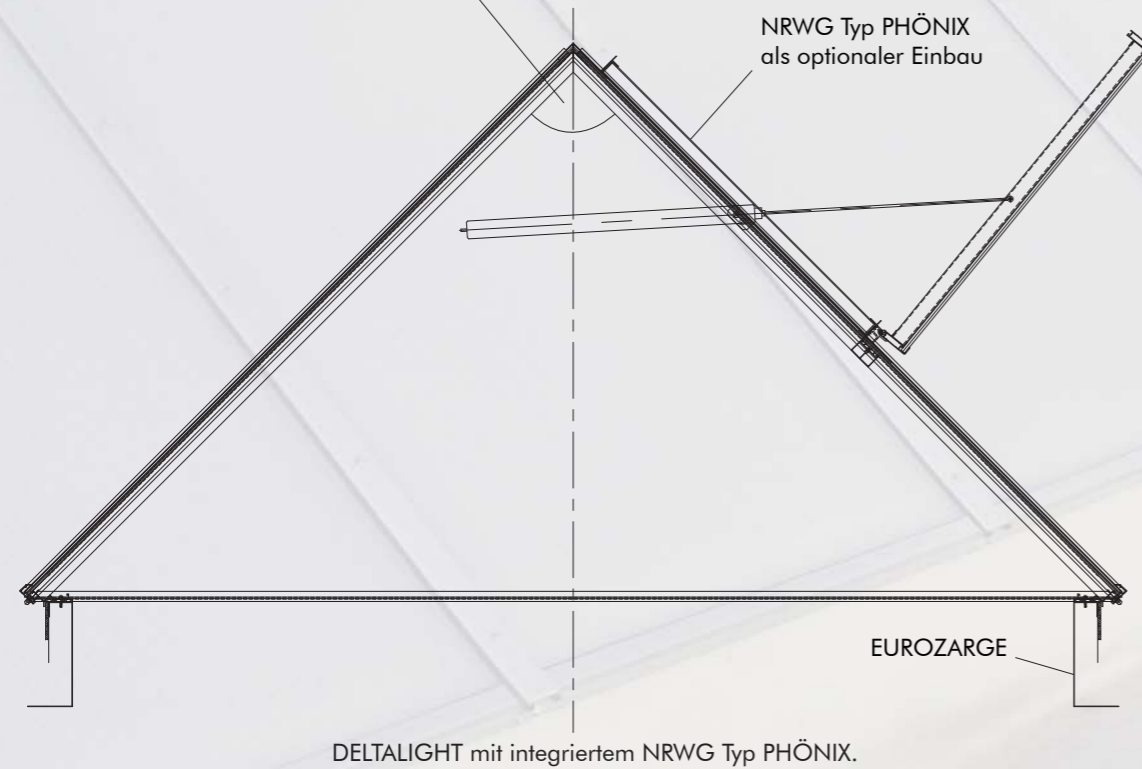 NRWG Typ PHÖNIX
als optionaler Einbau
EUROZARGE
DELTALIGHT mit integriertem NRWG Typ PHÖNIX.